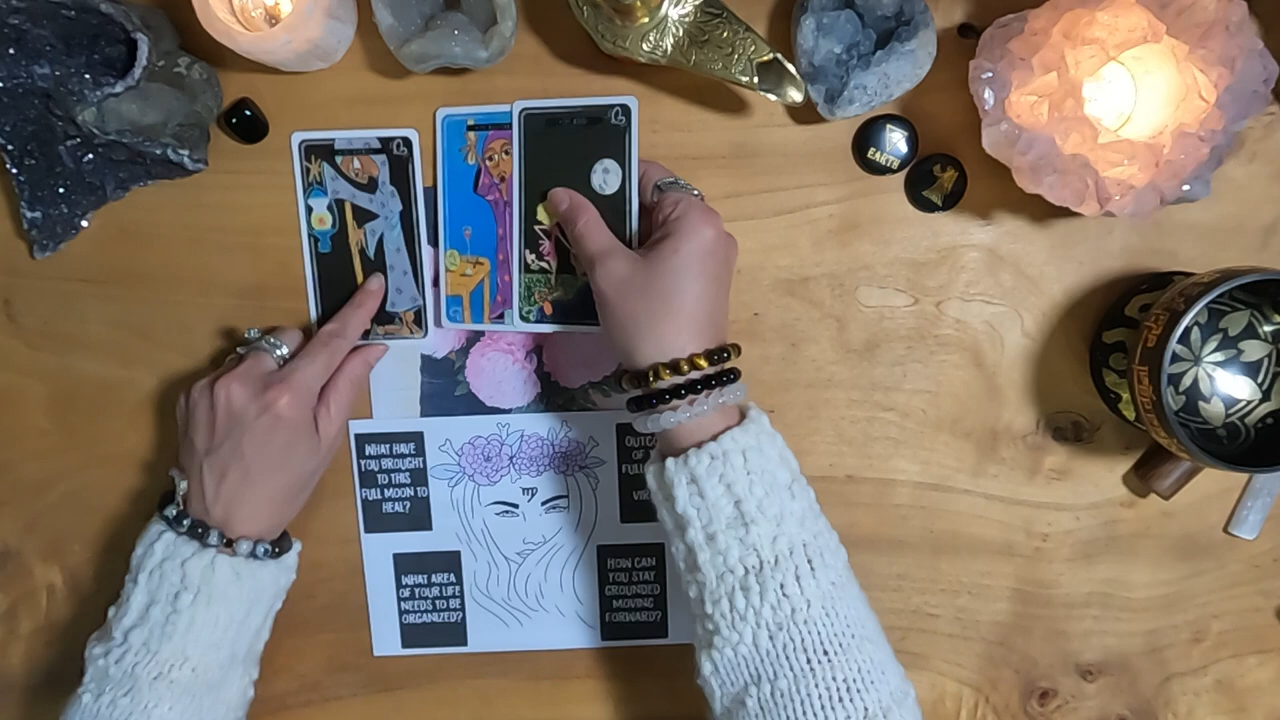 EARTH
WHAT HAVE
YOU BROUGHT
TO THIS
FULL MOON TO
HEAL?
OUTCO
OF
FULL
VIR
WHAT AREA
OF YOUR LIFE
NEEDS TO BE
ORGANIZED?
HOW CAN
YOU STAY
GROUNDED
MOVING
FORWARD?